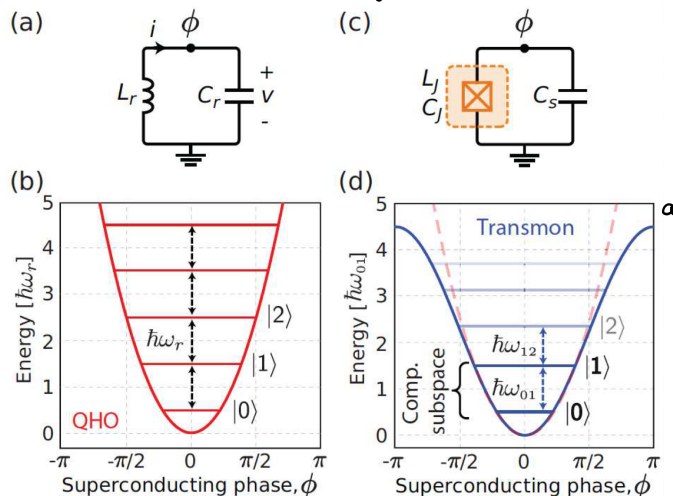 (a)
i
ϕ
L_r
C_r
+
v
-
(c)
ϕ
L_J
C_J
C_s
(b)
5
4
3
2
1
0
Energy [ħω_r]
ħω_r
|2⟩
|1⟩
|0⟩
QHO
-π
-π/2
0
π/2
π
Superconducting phase, ϕ
(d)
5
4
3
2
1
0
Energy [ħω_01]
Transmon
|2⟩
ħω_12
|1⟩
ħω_01
|0⟩
Comp.
subspace
-π
-π/2
0
π/2
π
Superconducting phase, ϕ